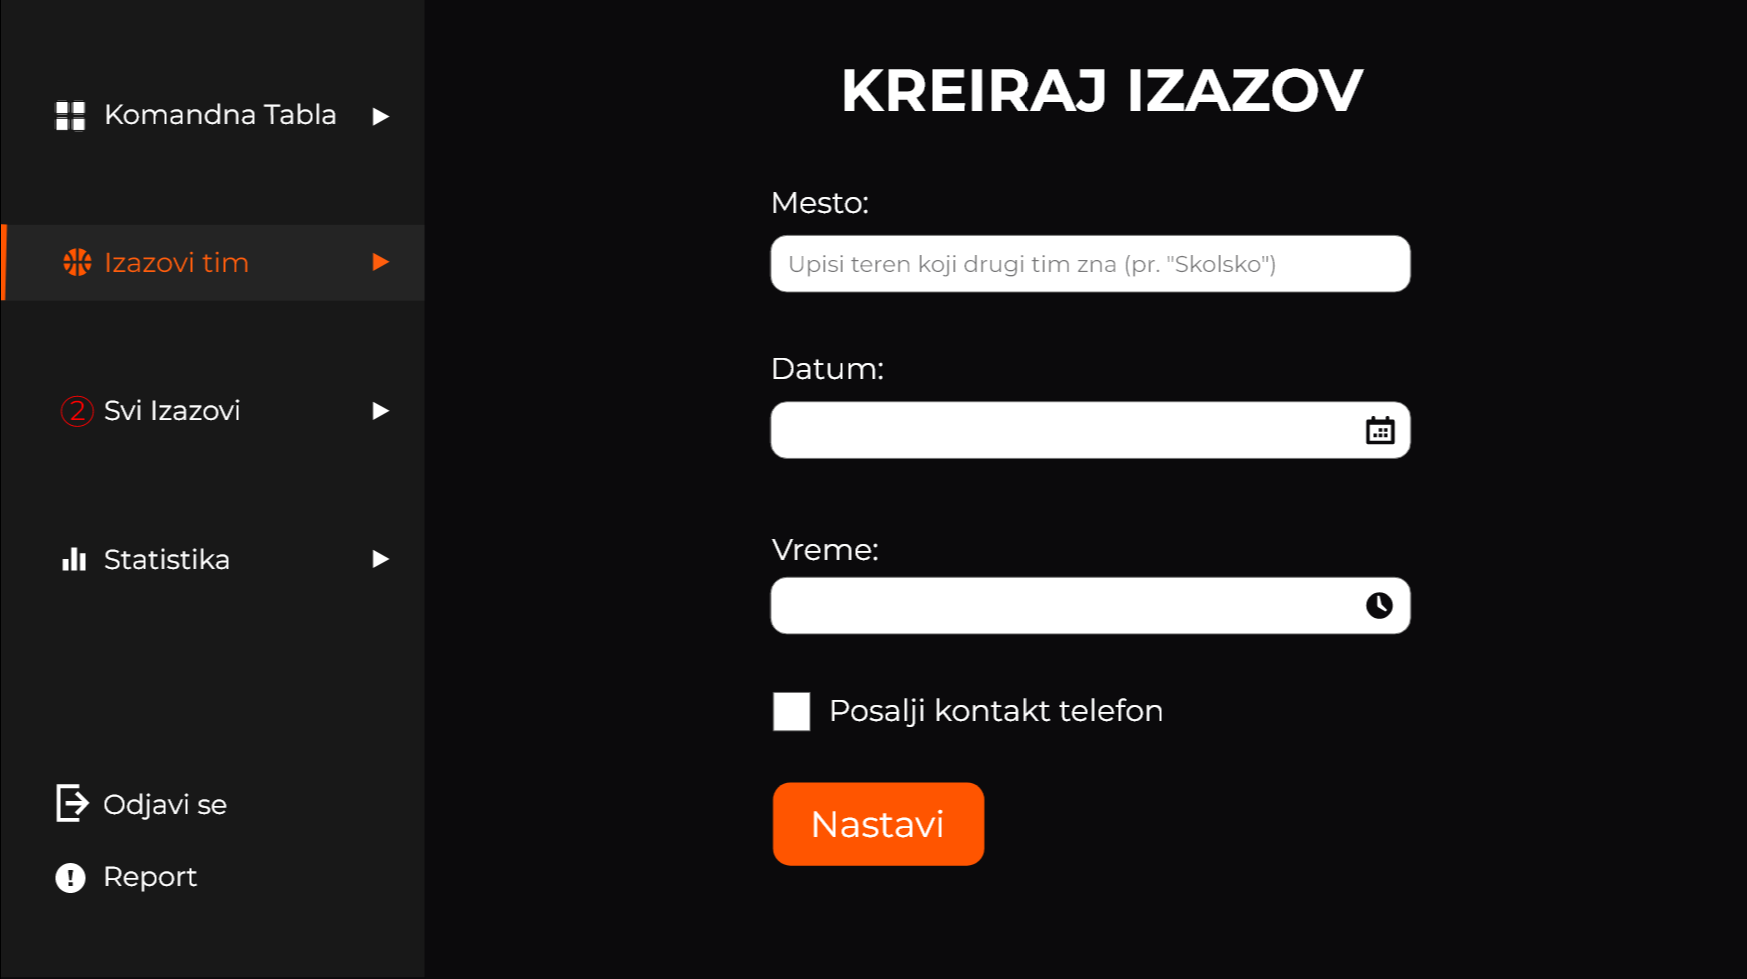 Komandna Tabla
Izazovi tim
2 Svi Izazovi
Statistika
Odjavi se
Report
KREIRAJ IZAZOV
Mesto:
Upisi teren koji drugi tim zna (pr. "Skolsko")
Datum:
Vreme:
Posalji kontakt telefon
Nastavi